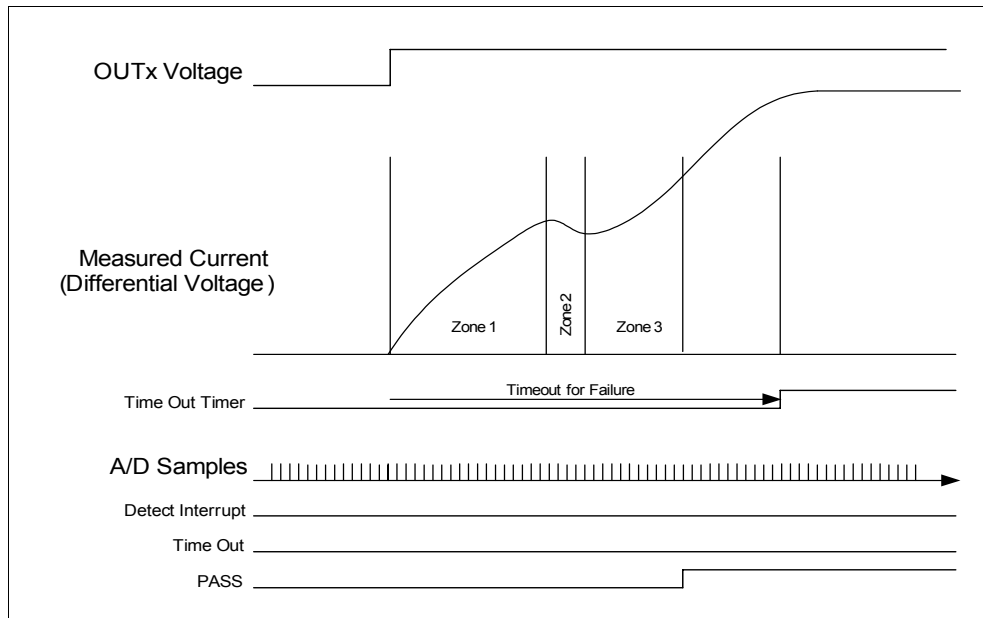 OUTx Voltage
Measured Current
(Differential Voltage)
Zone 1
Zone 2
Zone 3
Time Out Timer
Timeout for Failure
A/D Samples
Detect Interrupt
Time Out
PASS